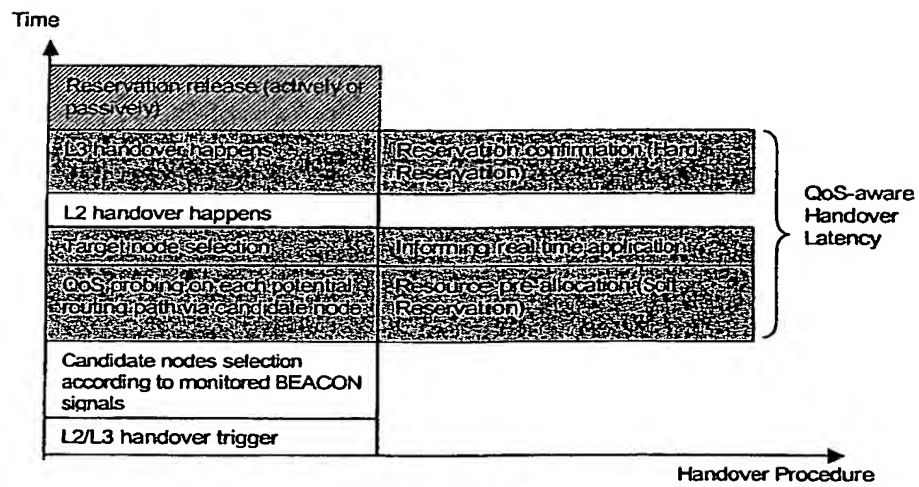 Time
Reservation release (actively or
passively)
L3 handover happens
Reservation confirmation (Hard
Reservation)
L2 handover happens
Target node selection
Informing real time application
QoS probing on each potential
routing path via candidate node
Resource pre-allocation (Soft
Reservation)
QoS-aware
Handover
Latency
Candidate nodes selection
according to monitored BEACON
signals
L2/L3 handover trigger
Handover Procedure